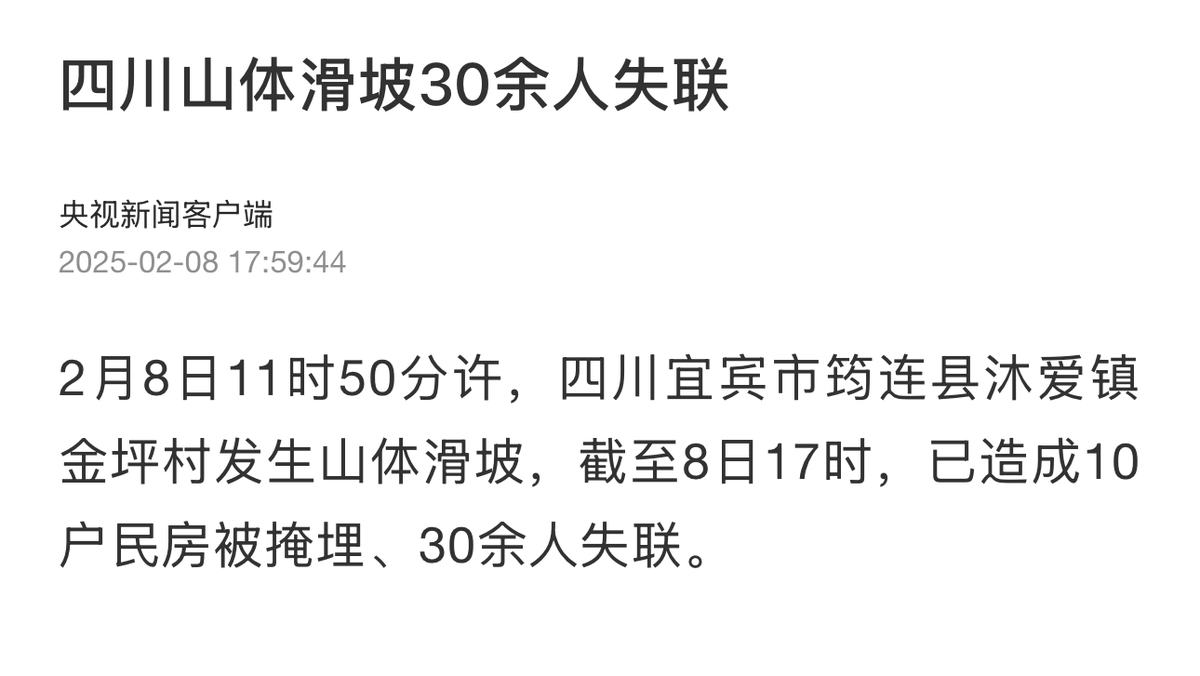 四川山体滑坡30余人失联
央视新闻客户端
2025-02-08 17:59:44
2月8日11时50分许，四川宜宾市筠连县沐爱镇
金坪村发生山体滑坡，截至8日17时，已造成10
户民房被掩埋、30余人失联。